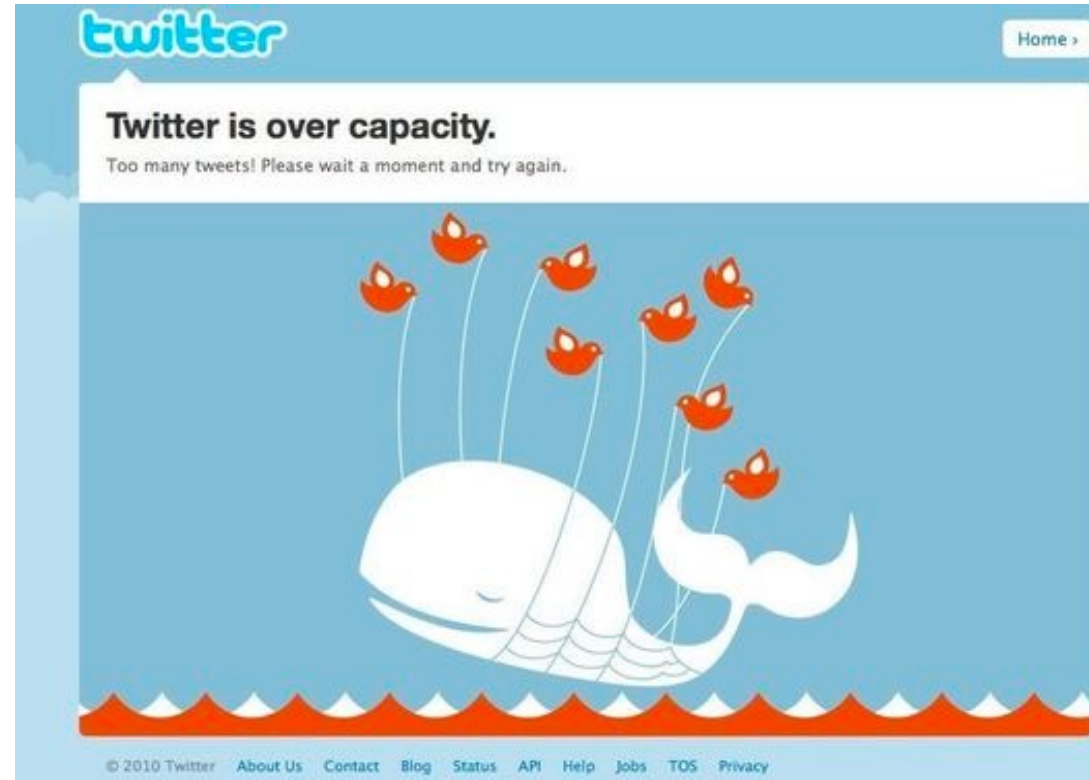 twitter
Home ›
Twitter is over capacity.
Too many tweets! Please wait a moment and try again.
© 2010 Twitter About Us Contact Blog Status API Help Jobs TOS Privacy